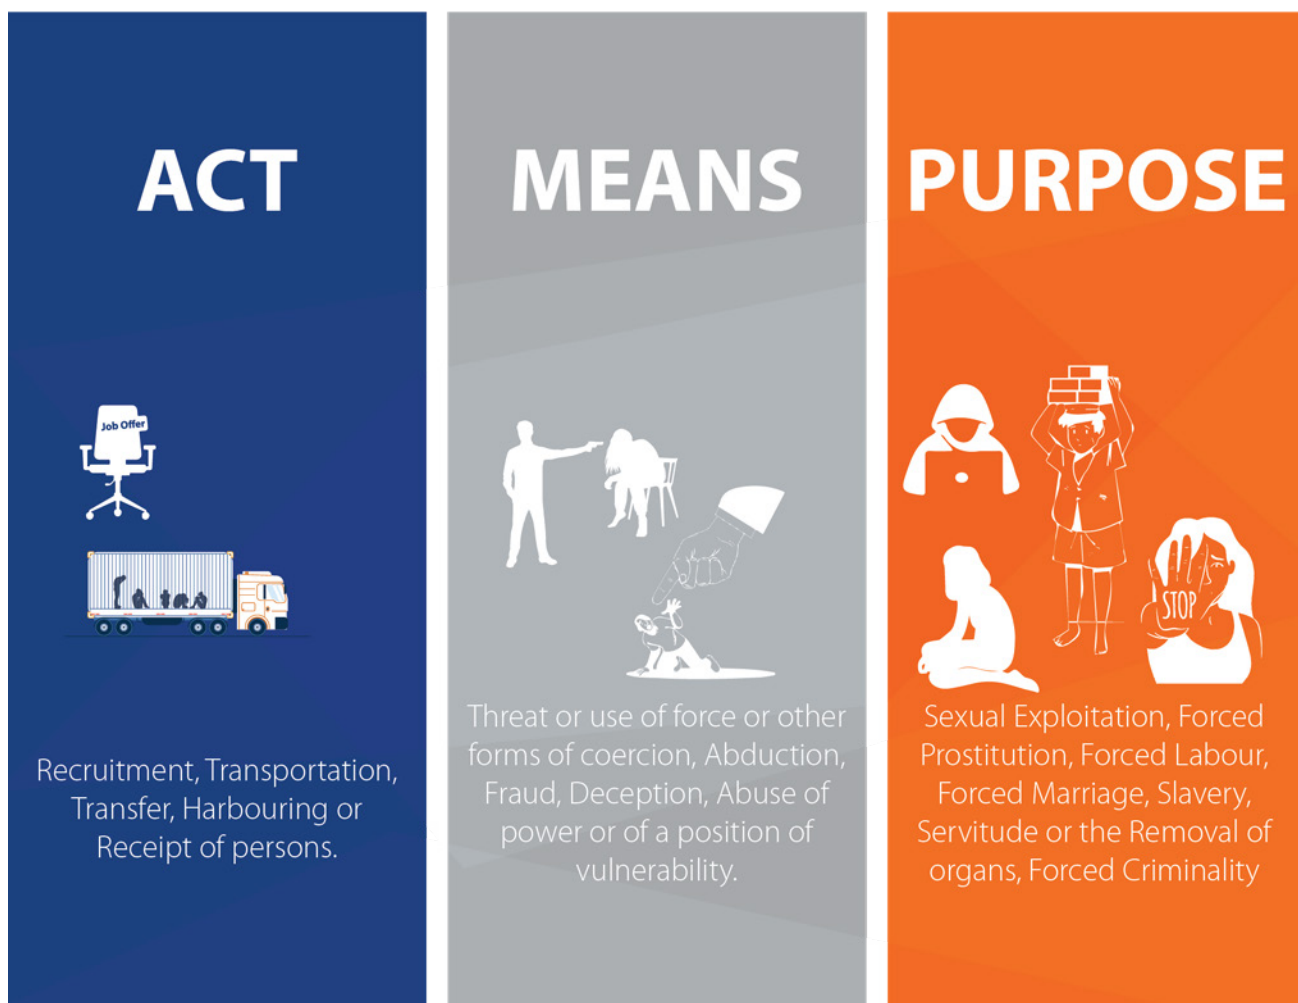 ACT
Job Offer
Recruitment, Transportation,
Transfer, Harbouring or
Receipt of persons.
MEANS
Threat or use of force or other
forms of coercion, Abduction,
Fraud, Deception, Abuse of
power or of a position of
vulnerability.
PURPOSE
STOP
Sexual Exploitation, Forced
Prostitution, Forced Labour,
Forced Marriage, Slavery,
Servitude or the Removal of
organs, Forced Criminality